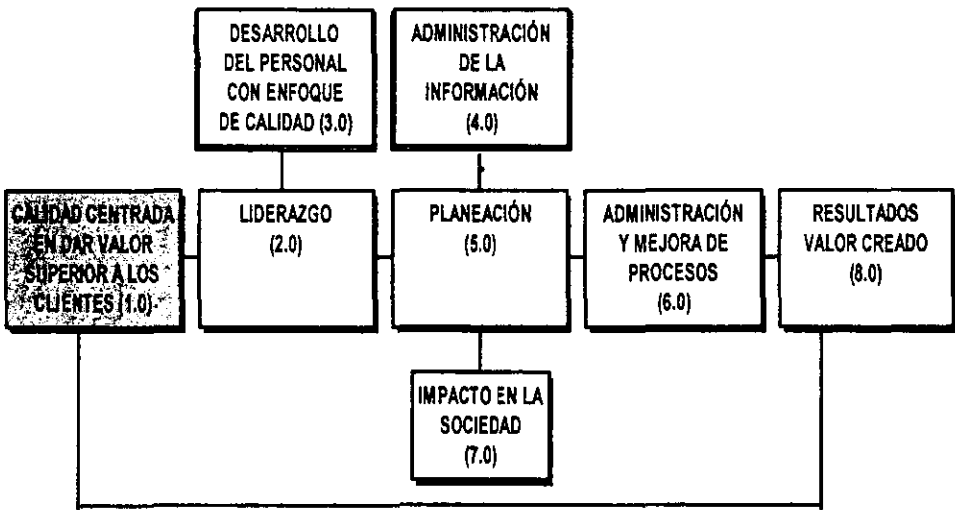 DESARROLLO
DEL PERSONAL
CON ENFOQUE
DE CALIDAD (3.0)
ADMINISTRACIÓN
DE LA
INFORMACIÓN
(4.0)
CALIDAD CENTRADA
EN DAR VALOR
SUPERIOR A LOS
CLIENTES (1.0)
LIDERAZGO
(2.0)
PLANEACIÓN
(5.0)
ADMINISTRACIÓN
Y MEJORA DE
PROCESOS
(6.0)
RESULTADOS
VALOR CREADO
(8.0)
IMPACTO EN LA
SOCIEDAD
(7.0)